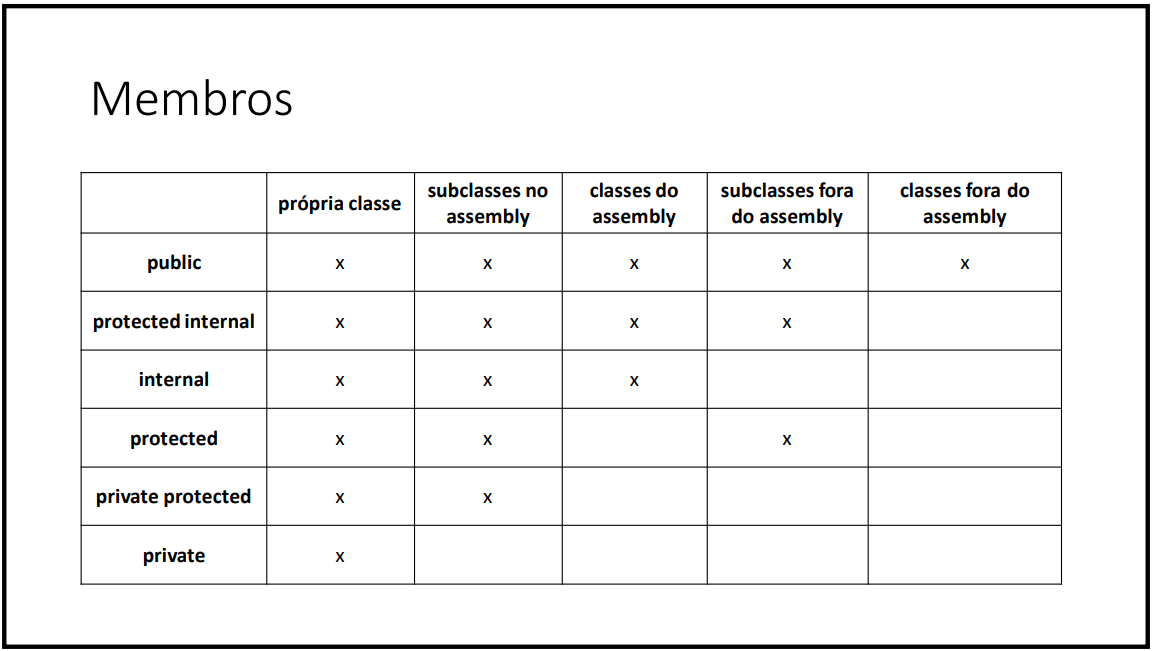 Membros
própria classe
subclasses no
assembly
classes do
assembly
subclasses fora
do assembly
classes fora do
assembly
public x x x x x
protected internal x x x x
internal x x x
protected x x x
private protected x x
private x